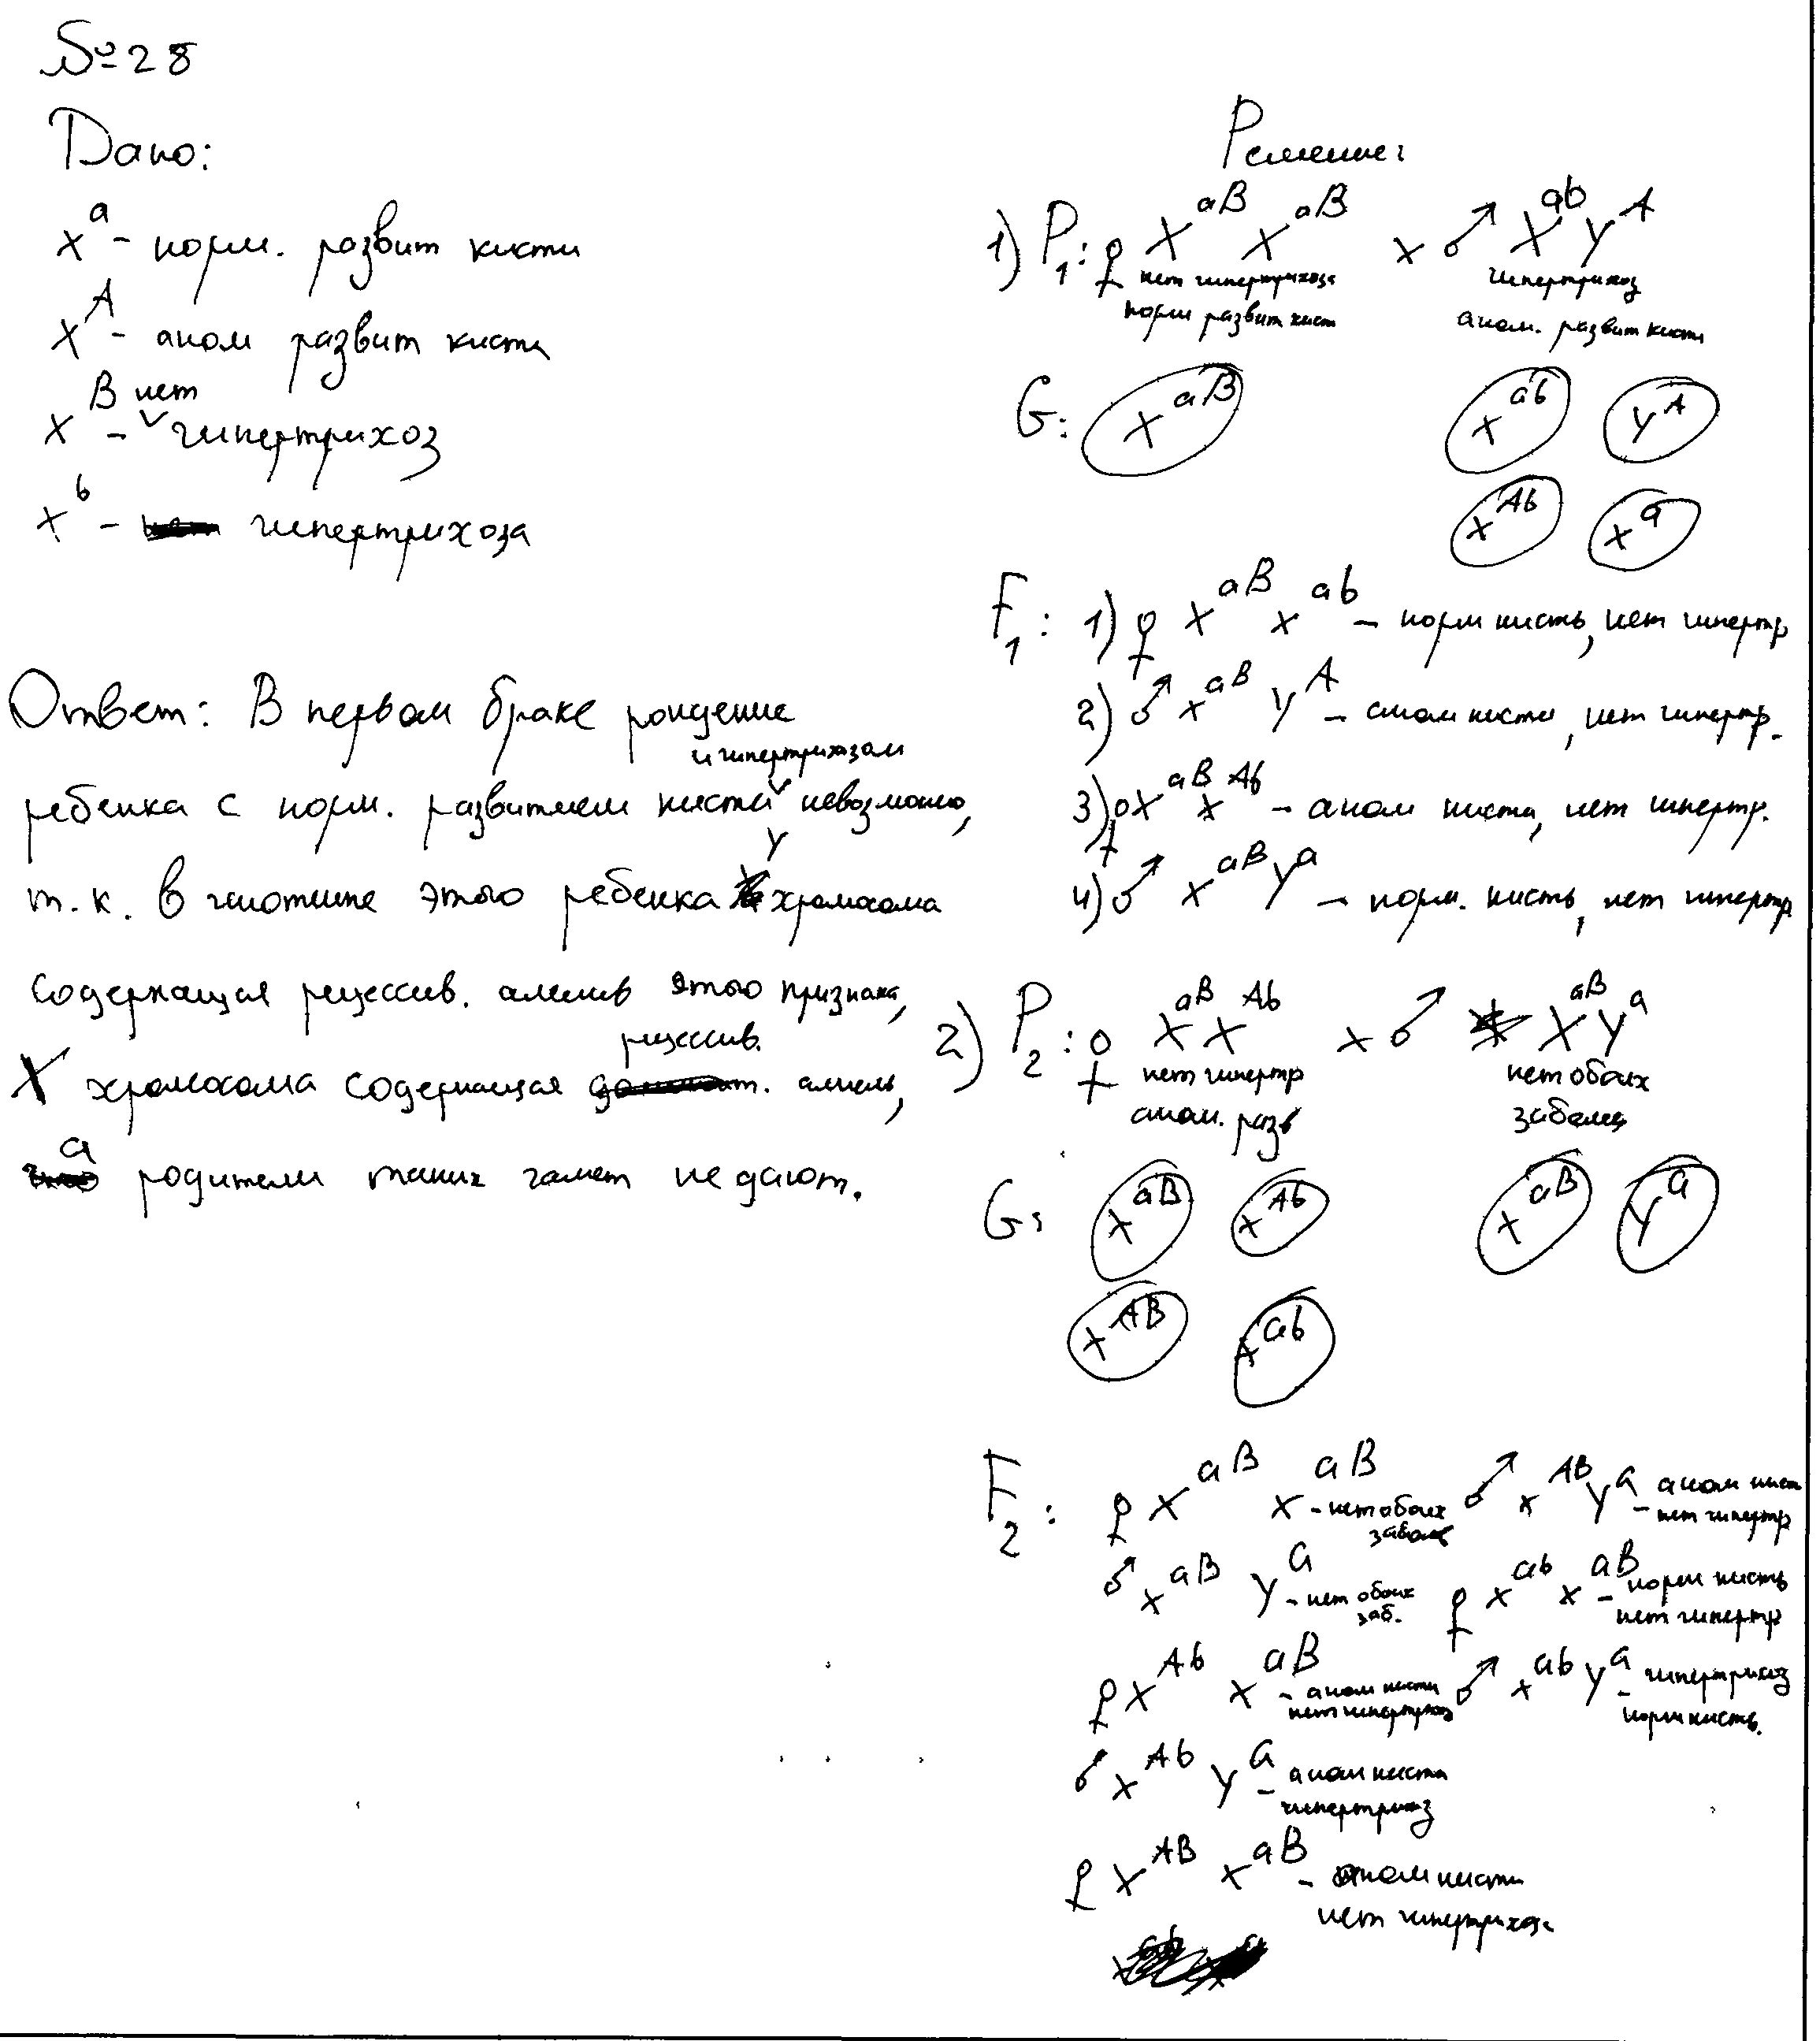 №28
Дано:
X^a - норм. развит кисти
X^A - аном развит кисти
X^B - нет гипертрихоз
X^b - гипертрихоза
Ответ: В первом браке рождение
ребенка с норм. развитием кисти и гипертрихозом невозможно,
т.к. в генотипе этого ребенка Y хромосома
содержащая рецессив. аллель этого признака,
X хромосома содержащая рецессив. аллель,
а родители таких гамет не дают.
Решение:
1) P₁: ♀ X^aB X^aB x ♂ X^ab Y^A
нет гипертрихоза гипертрихоз
норм развит кист аном. развит кисти
G: X^aB X^ab Y^A
X^Ab X^a
F₁: 1) ♀ X^aB X^ab - норм кисть, нет гипертр
2) ♂ X^aB Y^A - аном кисти, нет гипертр.
3) ♀ X^aB X^Ab - аном кисти, нет гипертр.
4) ♂ X^aB Y^a - норм. кисть, нет гипертр.
2) P₂: ♀ X^aB X^Ab x ♂ X^aB Y^a
нет гипертр нет обоих
аном. разв заболев
G: X^aB X^Ab X^aB Y^a
X^AB X^ab
F₂: ♀ X^aB X^aB - нет обоих заболев ♂ X^AB Y^a - аном кист нет гипертр
♂ X^aB Y^a - нет обоих заб. ♀ X^ab X^aB - норм кисть нет гипертр
♀ X^Ab X^aB - аном кисти нет гипертрихоз ♂ X^ab Y^a - гипертрихоз норм кисть.
♂ X^Ab Y^a - аном кисти гипертрихоз
♀ X^AB X^aB - аном кисти
нет гипертрихоз